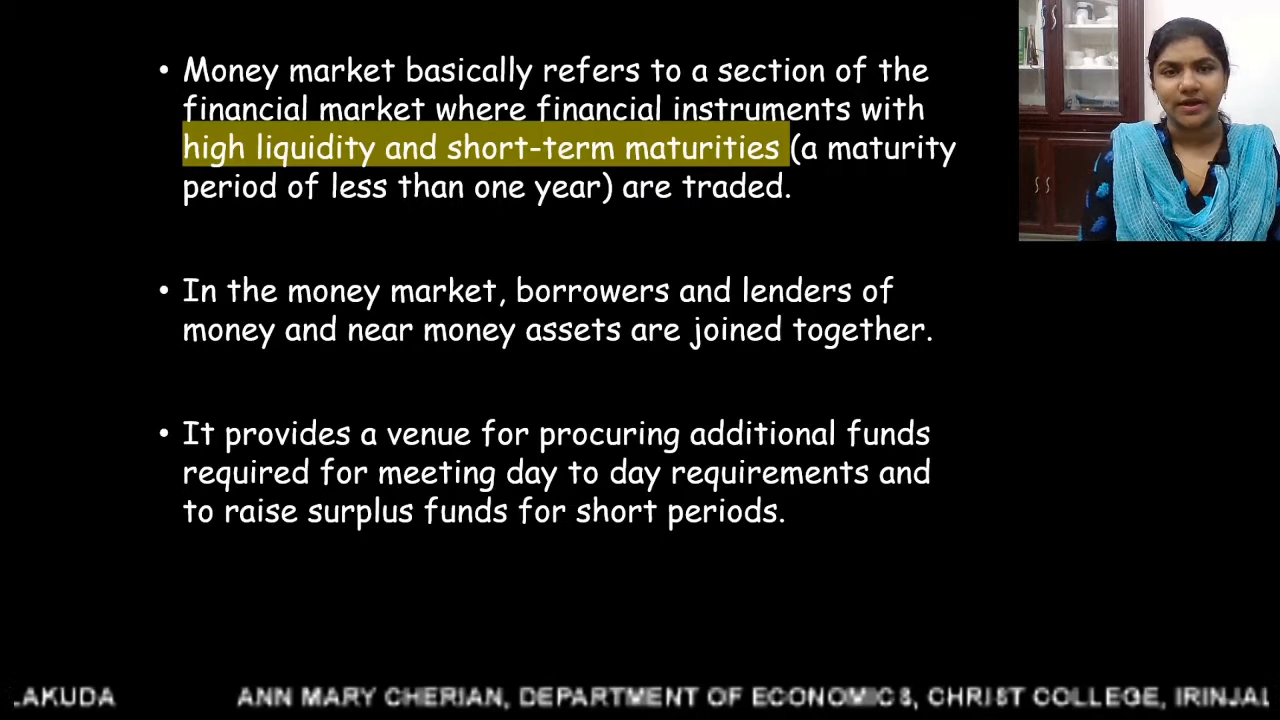 • Money market basically refers to a section of the
financial market where financial instruments with
high liquidity and short-term maturities (a maturity
period of less than one year) are traded.
• In the money market, borrowers and lenders of
money and near money assets are joined together.
• It provides a venue for procuring additional funds
required for meeting day to day requirements and
to raise surplus funds for short periods.
.AKUDA ANN MARY CHERIAN, DEPARTMENT OF ECONOMICS, CHRIST COLLEGE, IRINJAL